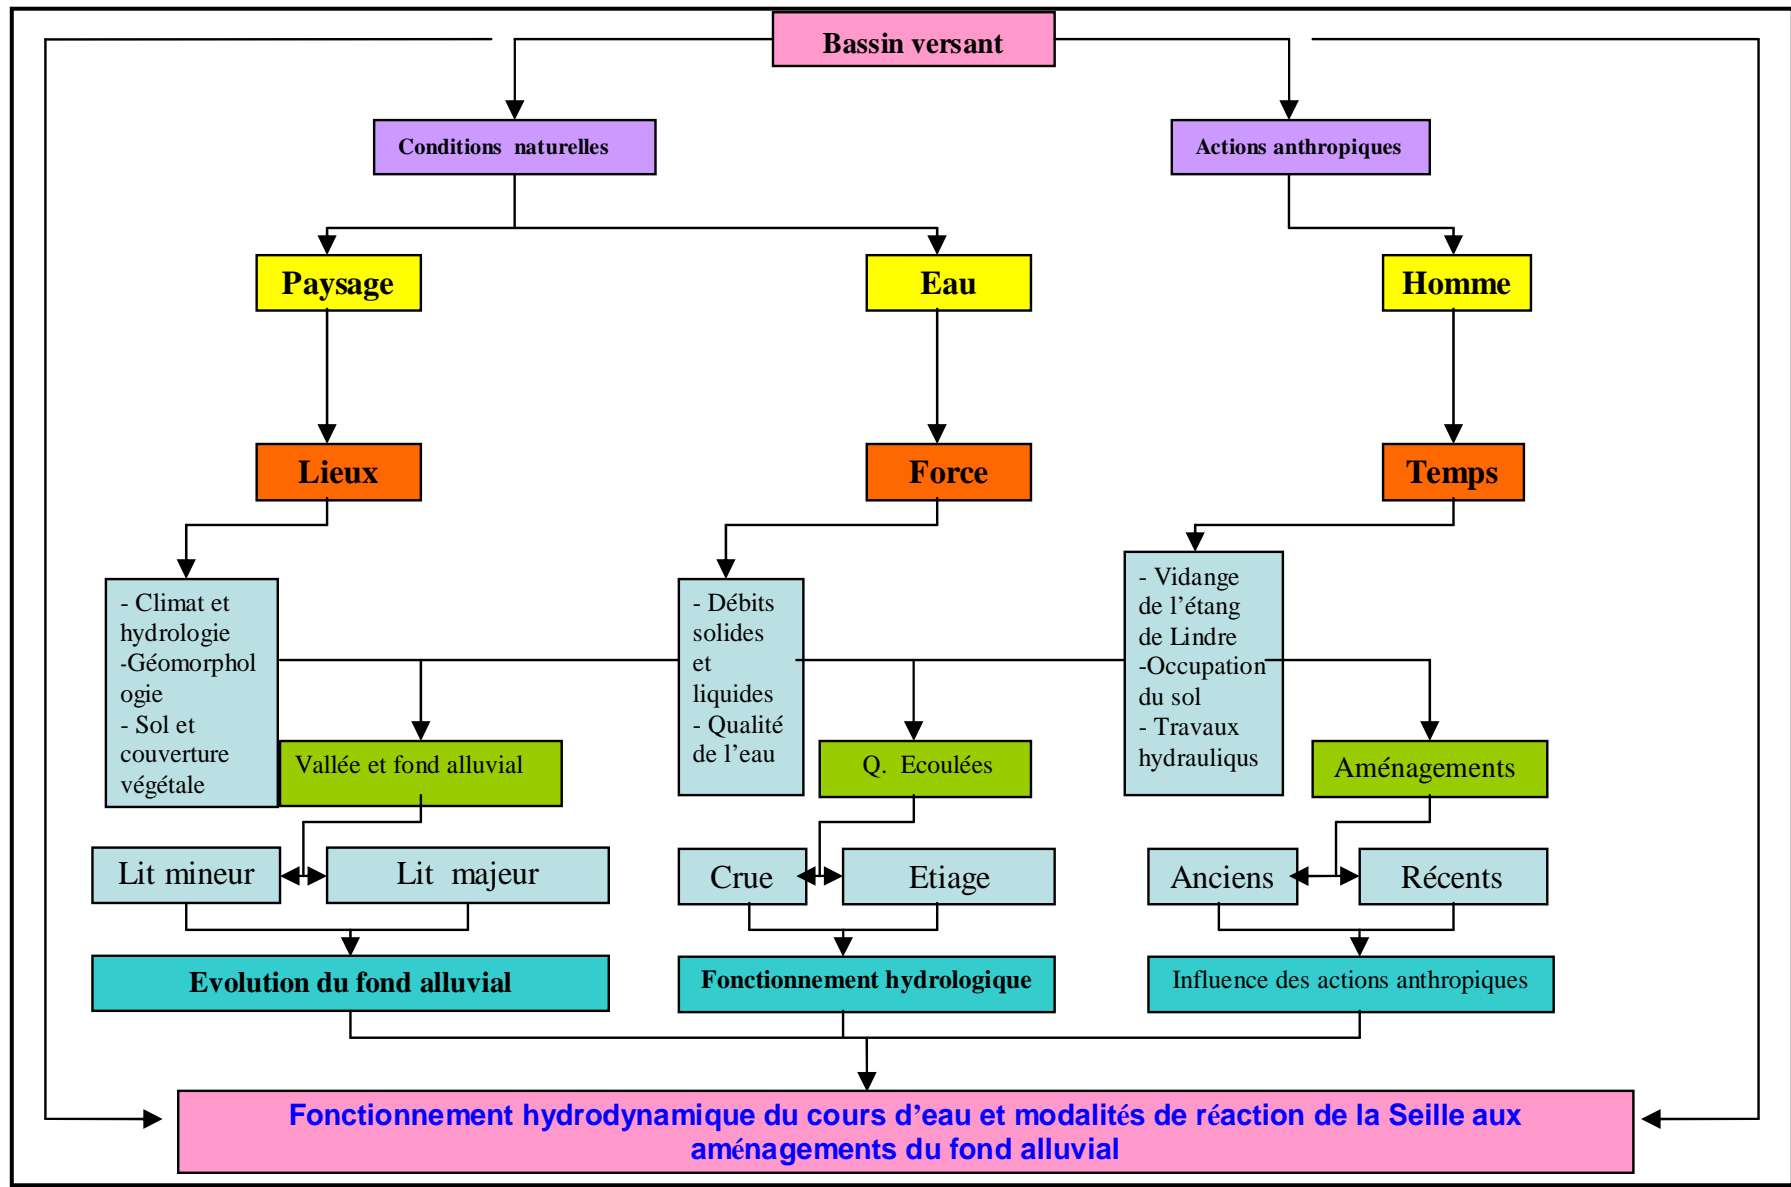 Bassin versant
Conditions naturelles
Actions anthropiques
Paysage
Eau
Homme
Lieux
Force
Temps
- Climat et
hydrologie
-Géomorphol
ogie
- Sol et
couverture
végétale
- Débits
solides
et
liquides
- Qualité
de l'eau
- Vidange
de l'étang
de Lindre
-Occupation
du sol
- Travaux
hydrauliqus
Vallée et fond alluvial
Q. Ecoulées
Aménagements
Lit mineur
Lit majeur
Crue
Etiage
Anciens
Récents
Evolution du fond alluvial
Fonctionnement hydrologique
Influence des actions anthropiques
Fonctionnement hydrodynamique du cours d'eau et modalités de réaction de la Seille aux
aménagements du fond alluvial